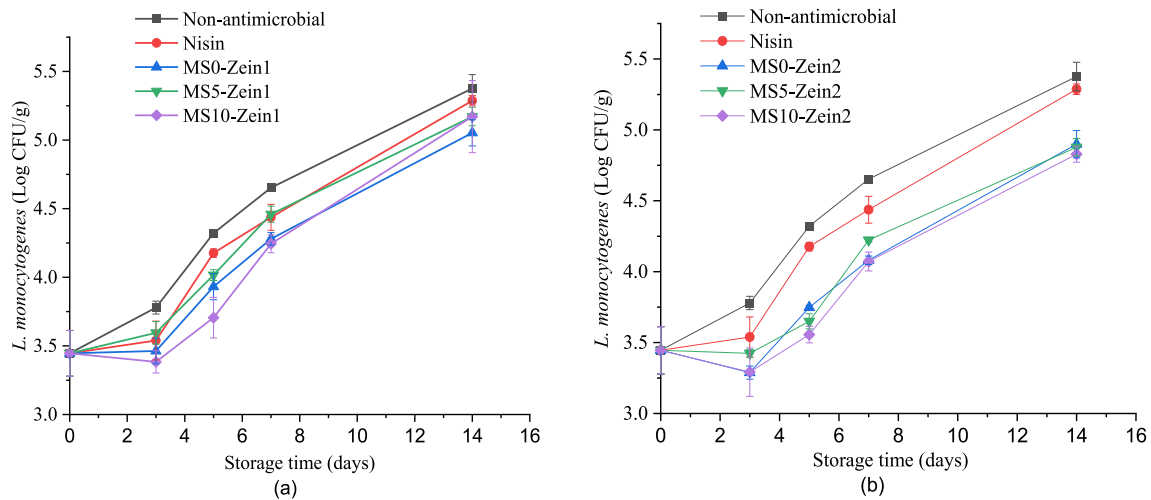 Non-antimicrobial
Nisin
MS0-Zein1
MS5-Zein1
MS10-Zein1
5.5
5.0
4.5
4.0
3.5
3.0
L. monocytogenes (Log CFU/g)
0 2 4 6 8 10 12 14 16
Storage time (days)
(a)
Non-antimicrobial
Nisin
MS0-Zein2
MS5-Zein2
MS10-Zein2
5.5
5.0
4.5
4.0
3.5
3.0
L. monocytogenes (Log CFU/g)
0 2 4 6 8 10 12 14 16
Storage time (days)
(b)